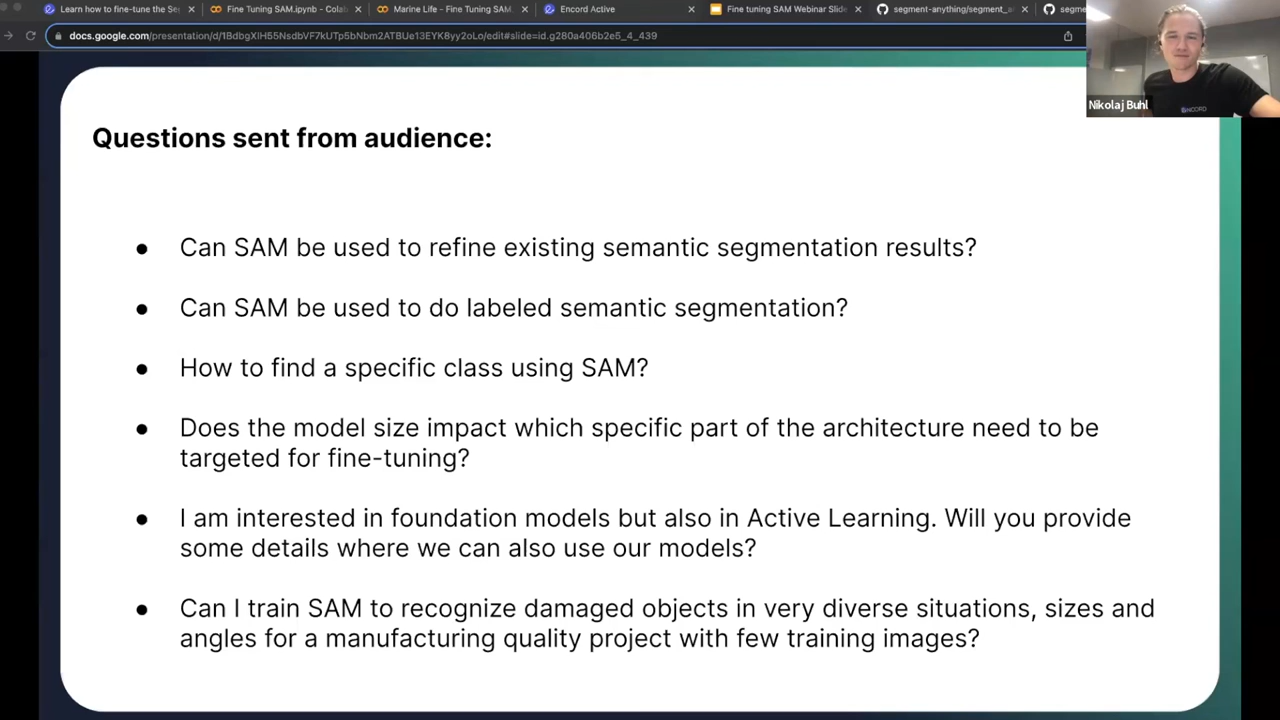 Learn how to fine-tune the Se
Fine Tuning SAM.ipynb - Colab
Marine Life - Fine Tuning SAM.
Encord Active
Fine tuning SAM Webinar Slide
segment-anything/segment_a
segme
docs.google.com/presentation/d/1BdbgXlH55NsdbVF7kUTp5bNbm2ATBUe13EYK8yy2oLo/edit#slide=id.g280a406b2e5_4_439
Nikolaj Buhl
Questions sent from audience:
● Can SAM be used to refine existing semantic segmentation results?
● Can SAM be used to do labeled semantic segmentation?
● How to find a specific class using SAM?
● Does the model size impact which specific part of the architecture need to be
targeted for fine-tuning?
● I am interested in foundation models but also in Active Learning. Will you provide
some details where we can also use our models?
● Can I train SAM to recognize damaged objects in very diverse situations, sizes and
angles for a manufacturing quality project with few training images?